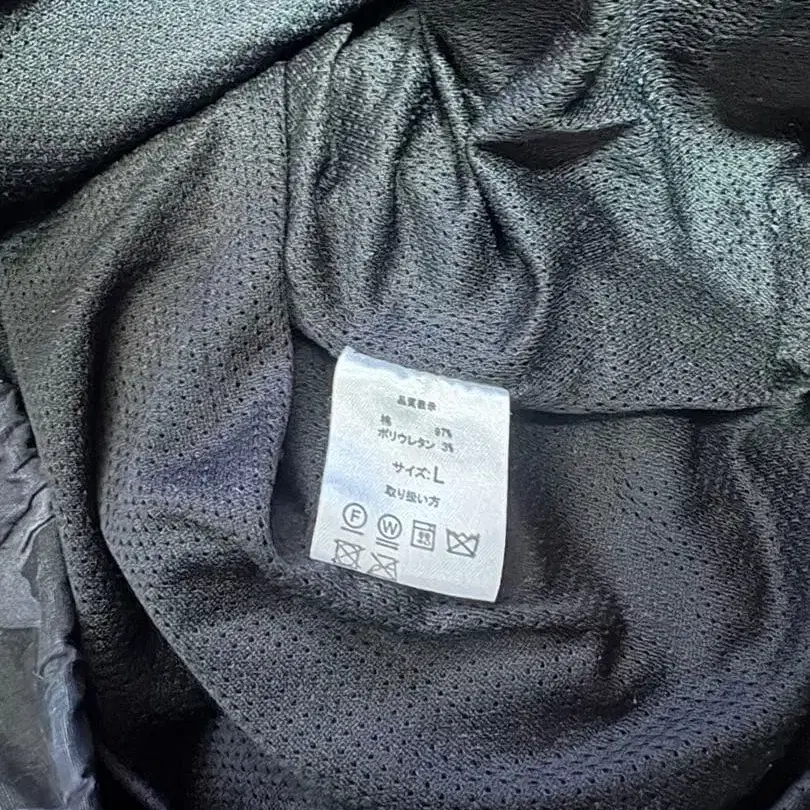 品質表示
綿 97%
ポリウレタン 3%
サイズ:L
取り扱い方
F W